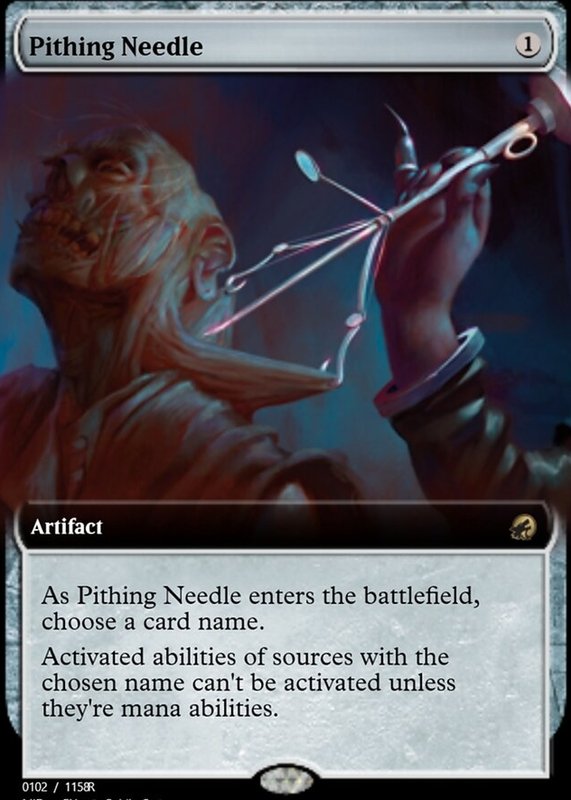 Pithing Needle
1
Artifact
As Pithing Needle enters the battlefield,
choose a card name.
Activated abilities of sources with the
chosen name can't be activated unless
they're mana abilities.
0102 / 1158R